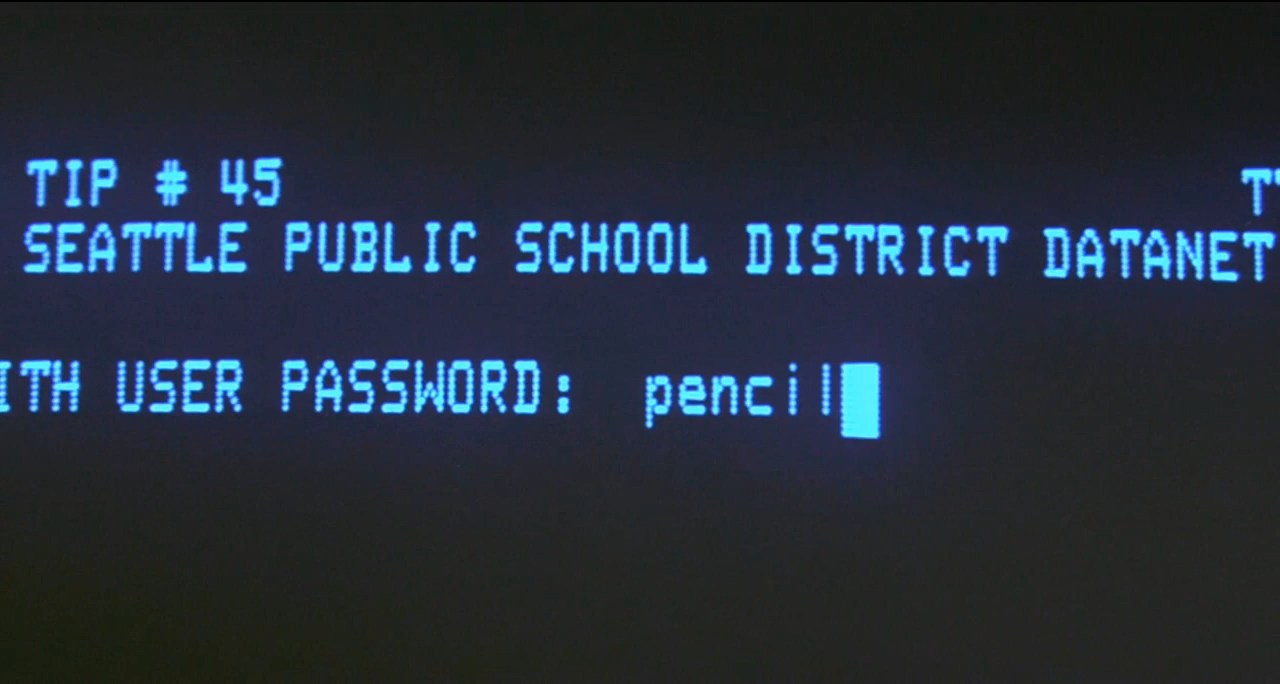 TIP # 45
SEATTLE PUBLIC SCHOOL DISTRICT DATANET
ITH USER PASSWORD: pencil